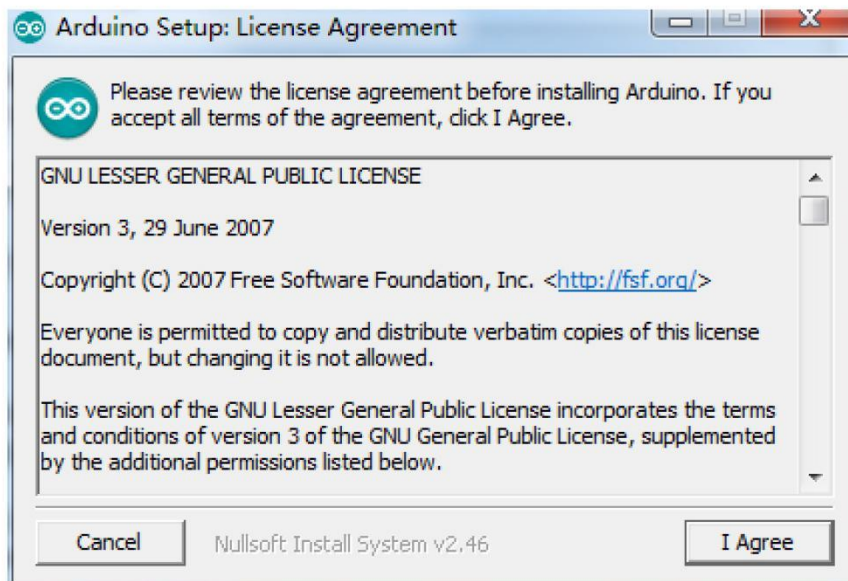 Arduino Setup: License Agreement
Please review the license agreement before installing Arduino. If you
accept all terms of the agreement, click I Agree.
GNU LESSER GENERAL PUBLIC LICENSE
Version 3, 29 June 2007
Copyright (C) 2007 Free Software Foundation, Inc. <http://fsf.org/>
Everyone is permitted to copy and distribute verbatim copies of this license
document, but changing it is not allowed.
This version of the GNU Lesser General Public License incorporates the terms
and conditions of version 3 of the GNU General Public License, supplemented
by the additional permissions listed below.
Cancel
Nullsoft Install System v2.46
I Agree